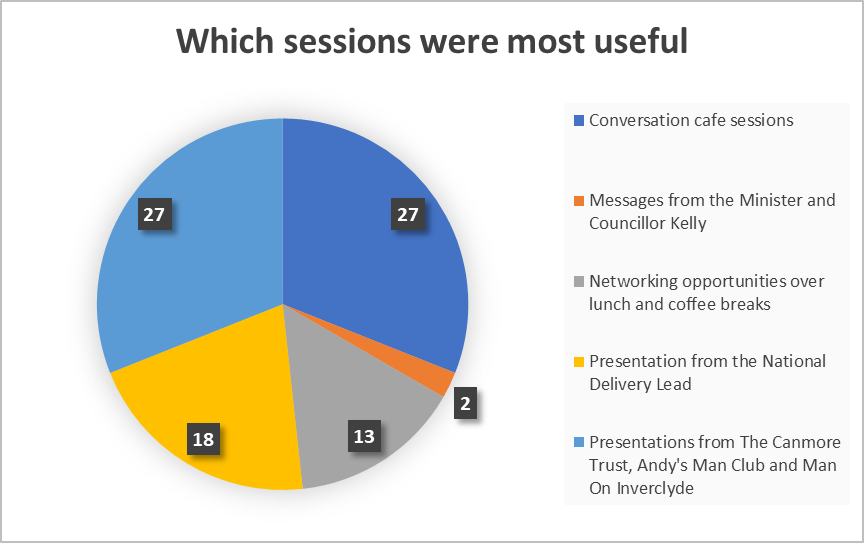 Which sessions were most useful
27
27
2
13
18
Conversation cafe sessions
Messages from the Minister and
Councillor Kelly
Networking opportunities over
lunch and coffee breaks
Presentation from the National
Delivery Lead
Presentations from The Canmore
Trust, Andy's Man Club and Man
On Inverclyde